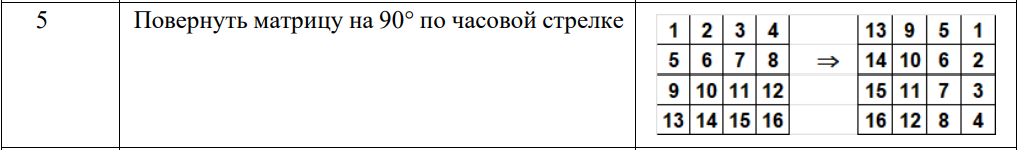 5 Повернуть матрицу на 90° по часовой стрелке
1 2 3 4 13 9 5 1
5 6 7 8 ⇒ 14 10 6 2
9 10 11 12 15 11 7 3
13 14 15 16 16 12 8 4